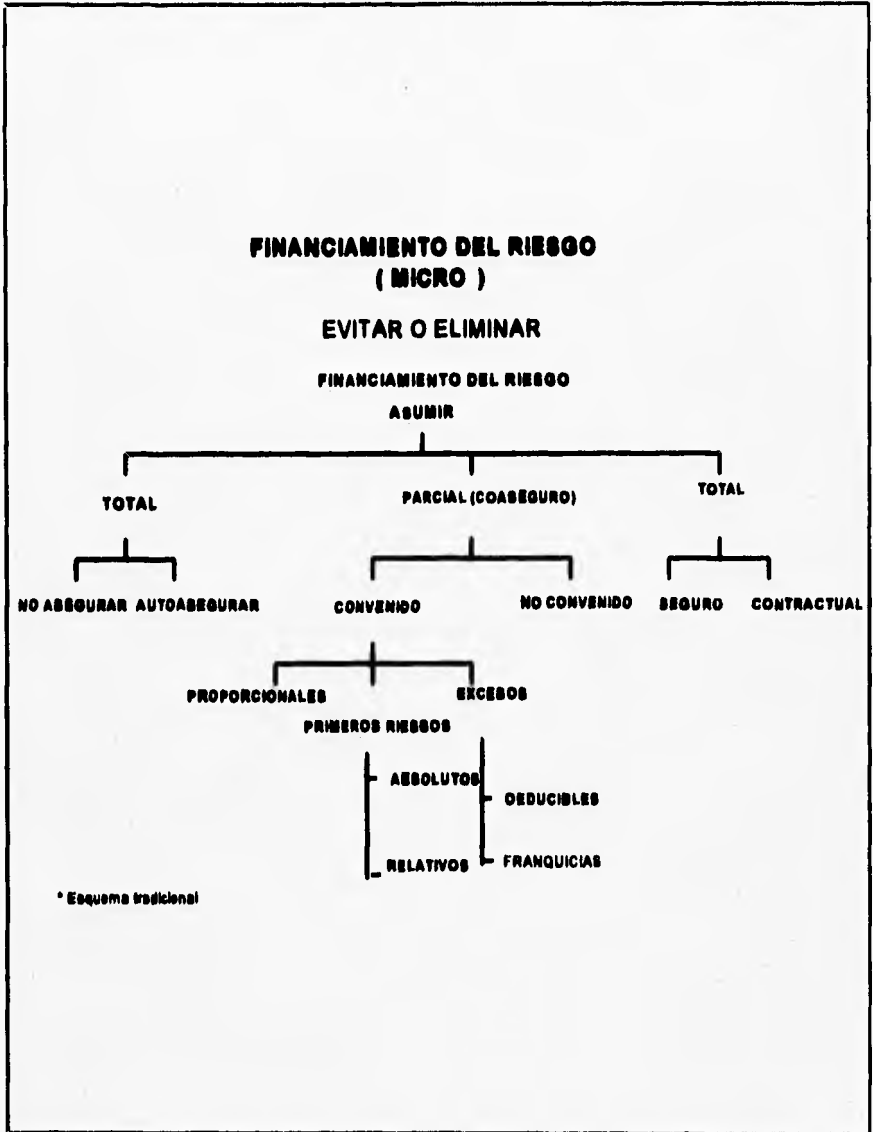 FINANCIAMIENTO DEL RIESGO
( MICRO )
EVITAR O ELIMINAR
FINANCIAMIENTO DEL RIESGO
ASUMIR
TOTAL PARCIAL (COASEGURO) TOTAL
NO ASEGURAR AUTOASEGURAR CONVENIDO NO CONVENIDO SEGURO CONTRACTUAL
PROPORCIONALES EXCESOS
PRIMEROS RIESGOS
ABSOLUTOS
DEDUCIBLES
RELATIVOS FRANQUICIAS
* Esquema tradicional